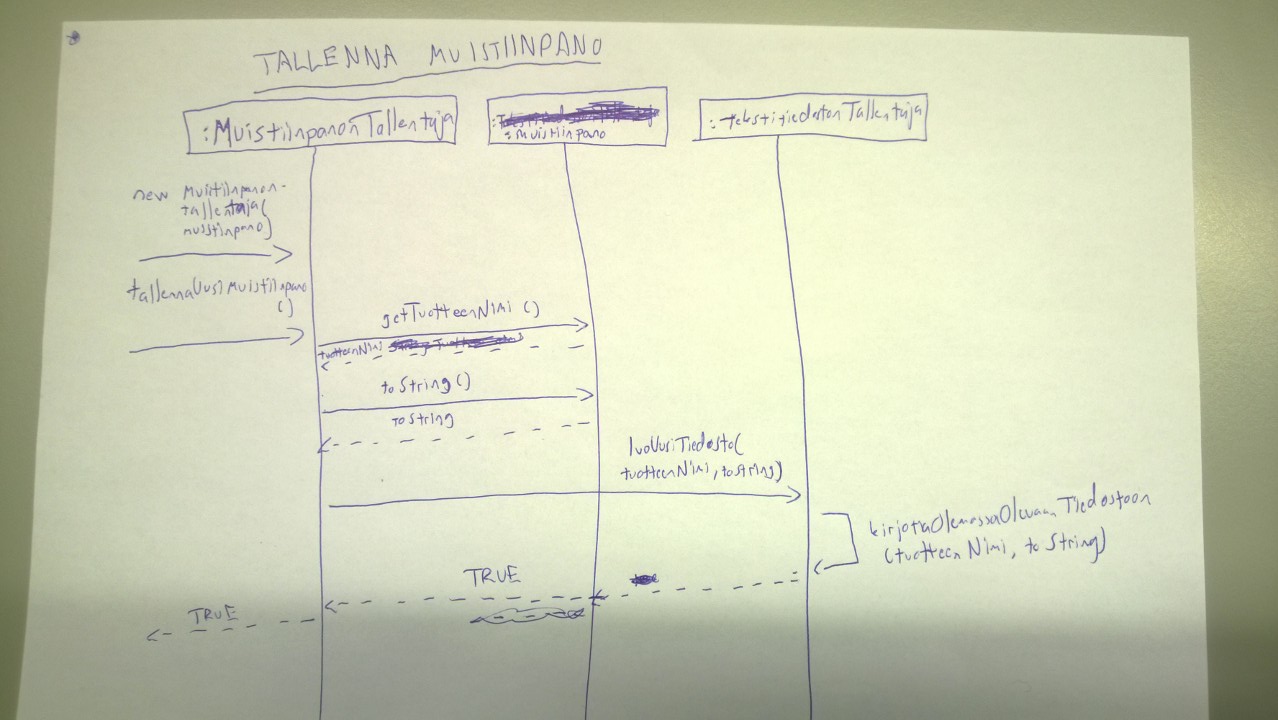 TALLENNA MUISTIINPANO
:MuistiinpanonTallentaja
:muistiinpano
:tekstitiedostonTallentaja
new Muistiinpanon-
tallentaja(
muistiinpano)
tallennaUusiMuistiinpano
()
getTuotteenNimi ()
tuotteenNimi
toString()
toString
luoUusiTiedosto(
tuotteenNimi, toString)
kirjotaOlemassaOlevaanTiedostoon
(tuotteenNimi, toString)
TRUE
TRUE